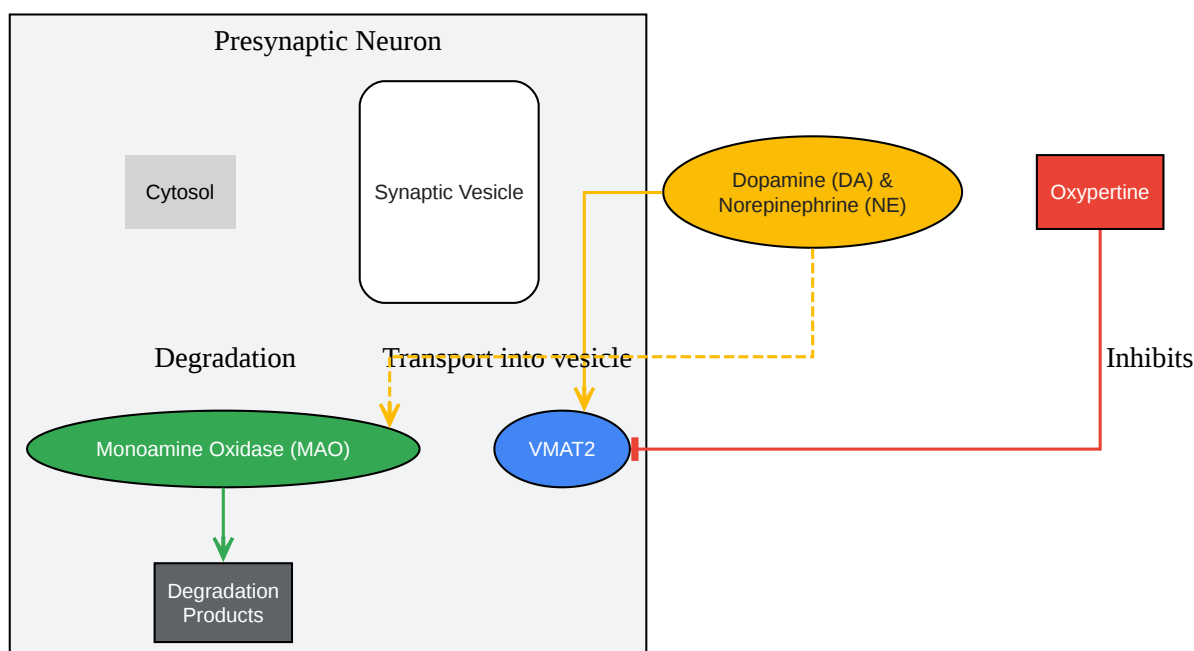 Presynaptic Neuron
Cytosol
Synaptic Vesicle
Dopamine (DA) &
Norepinephrine (NE)
Oxypertine
Degradation
Transport into vesicle
Inhibits
Monoamine Oxidase (MAO)
VMAT2
Degradation
Products